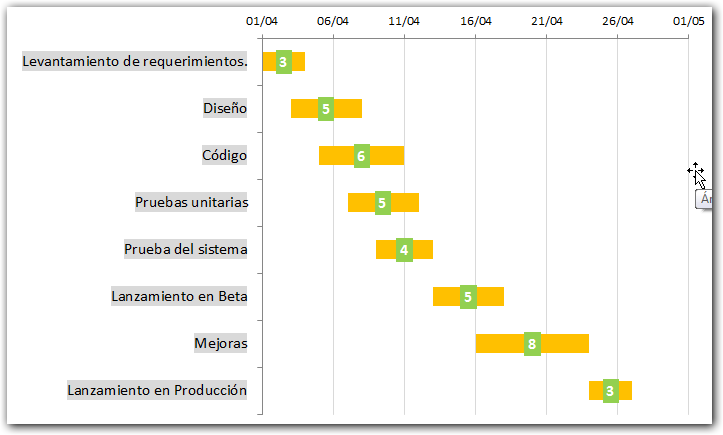 01/04 06/04 11/04 16/04 21/04 26/04 01/05
Levantamiento de requerimientos. 3
Diseño 5
Código 6
Pruebas unitarias 5
Prueba del sistema 4
Lanzamiento en Beta 5
Mejoras 8
Lanzamiento en Producción 3